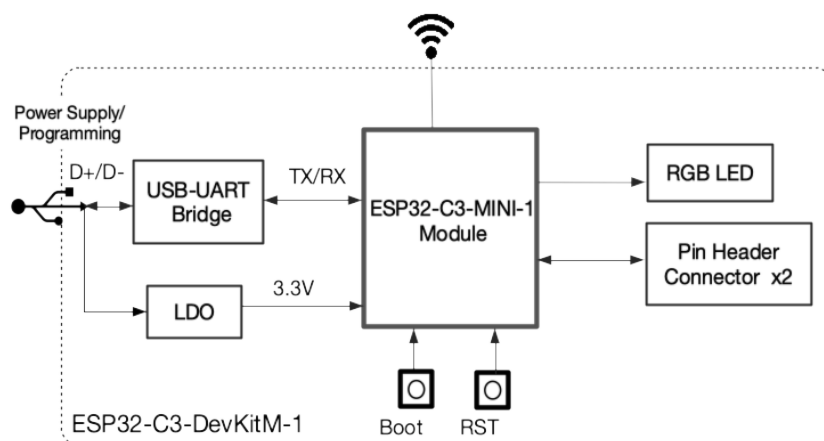 Power Supply/
Programming
D+/D-
USB-UART
Bridge
TX/RX
ESP32-C3-MINI-1
Module
RGB LED
Pin Header
Connector x2
LDO
3.3V
Boot
RST
ESP32-C3-DevKitM-1